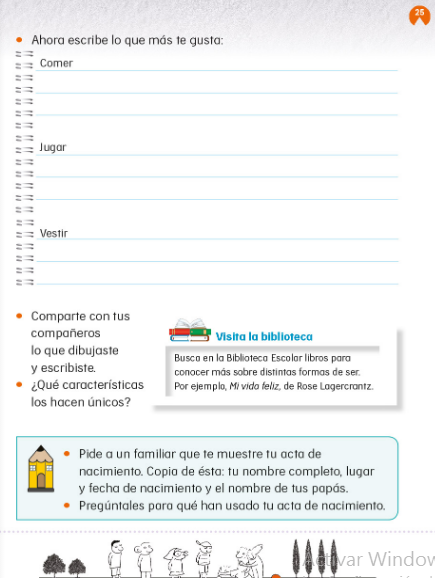 25
Ahora escribe lo que más te gusta:
Comer
Jugar
Vestir
Comparte con tus
compañeros
lo que dibujaste
y escribiste.
¿Qué características
los hacen únicos?
Visita la biblioteca
Busca en la Biblioteca Escolar libros para
conocer más sobre distintas formas de ser.
Por ejemplo, Mi vida feliz, de Rose Lagercrantz.
Pide a un familiar que te muestre tu acta de
nacimiento. Copia de ésta: tu nombre completo, lugar
y fecha de nacimiento y el nombre de tus papás.
Pregúntales para qué han usado tu acta de nacimiento.
Activar Window